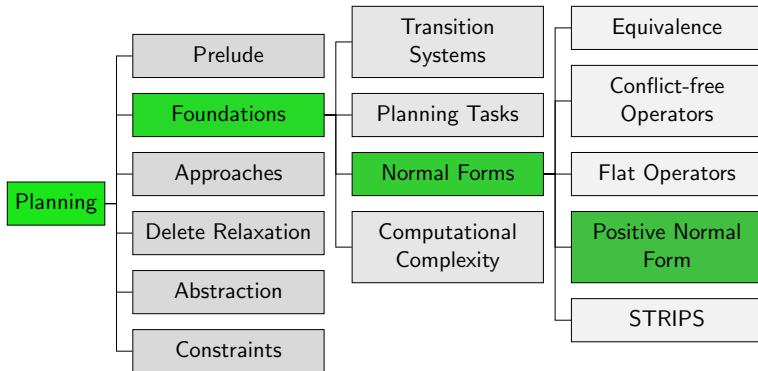 Planning
Prelude
Foundations
Approaches
Delete Relaxation
Abstraction
Constraints
Transition
Systems
Planning Tasks
Normal Forms
Computational
Complexity
Equivalence
Conflict-free
Operators
Flat Operators
Positive Normal
Form
STRIPS